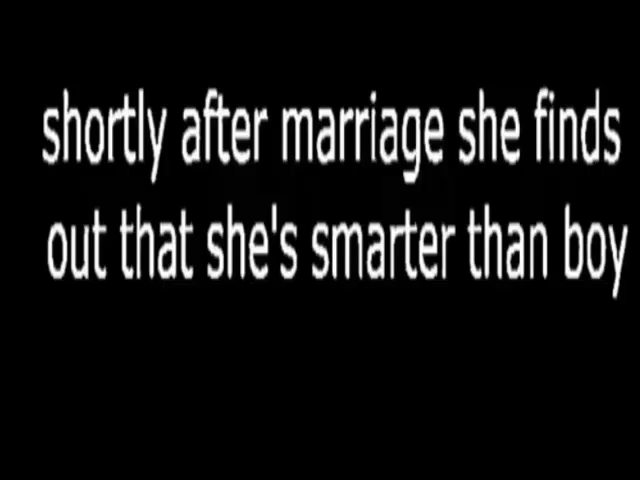 shortly after marriage she finds
out that she's smarter than boy